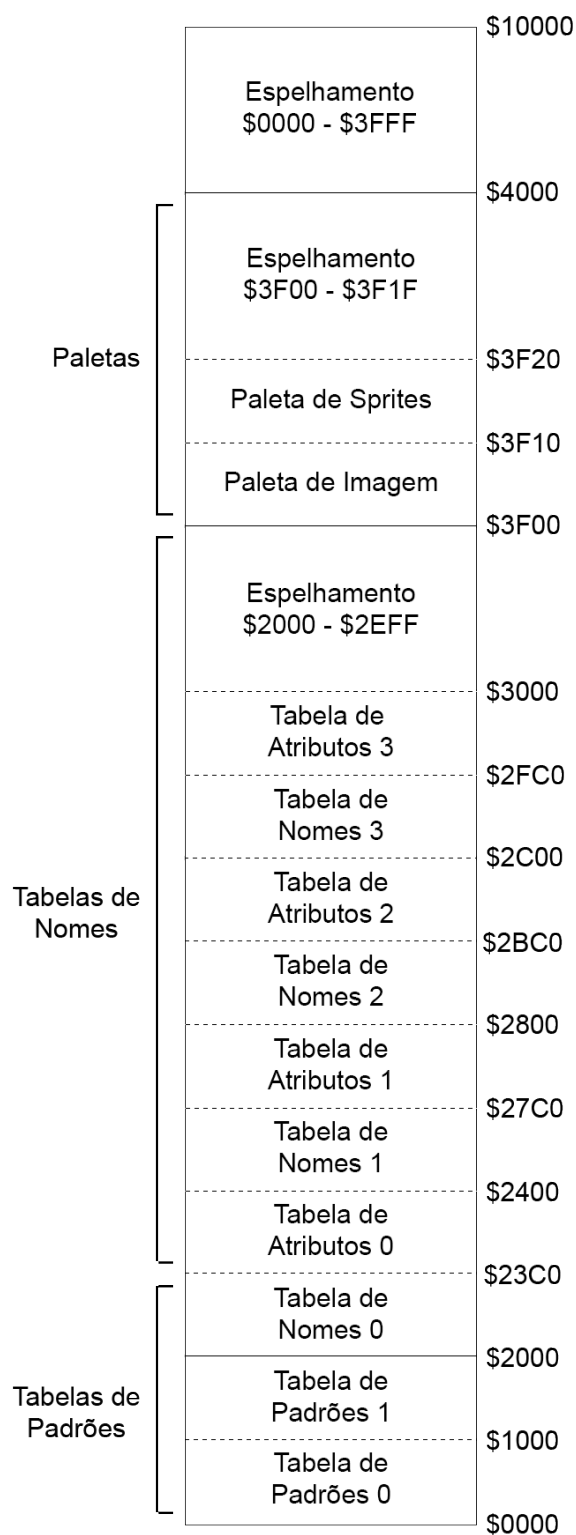 $10000
Espelhamento
$0000 - $3FFF
$4000
Espelhamento
$3F00 - $3F1F
Paletas
$3F20
Paleta de Sprites
$3F10
Paleta de Imagem
$3F00
Espelhamento
$2000 - $2EFF
$3000
Tabela de
Atributos 3
$2FC0
Tabela de
Nomes 3
$2C00
Tabelas de
Nomes
Tabela de
Atributos 2
$2BC0
Tabela de
Nomes 2
$2800
Tabela de
Atributos 1
$27C0
Tabela de
Nomes 1
$2400
Tabela de
Atributos 0
$23C0
Tabela de
Nomes 0
$2000
Tabelas de
Padrões
Tabela de
Padrões 1
$1000
Tabela de
Padrões 0
$0000